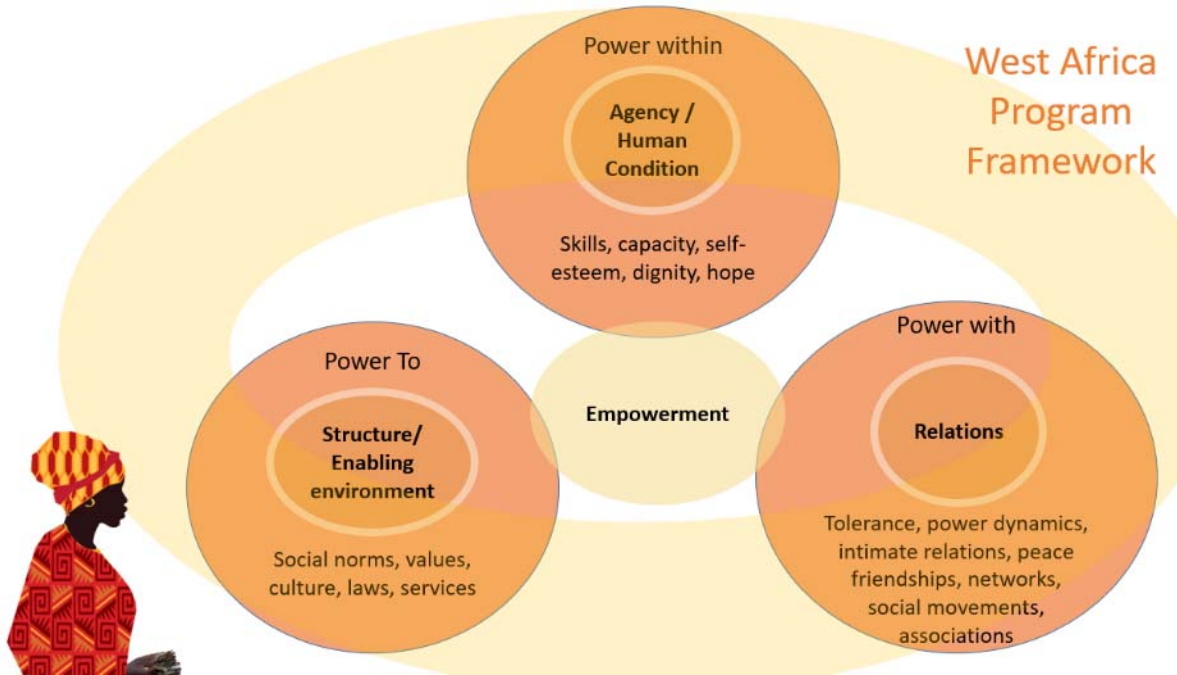 West Africa
Program
Framework
Power within
Agency /
Human
Condition
Skills, capacity, self-
esteem, dignity, hope
Power To
Structure/
Enabling
environment
Social norms, values,
culture, laws, services
Empowerment
Power with
Relations
Tolerance, power dynamics,
intimate relations, peace
friendships, networks,
social movements,
associations